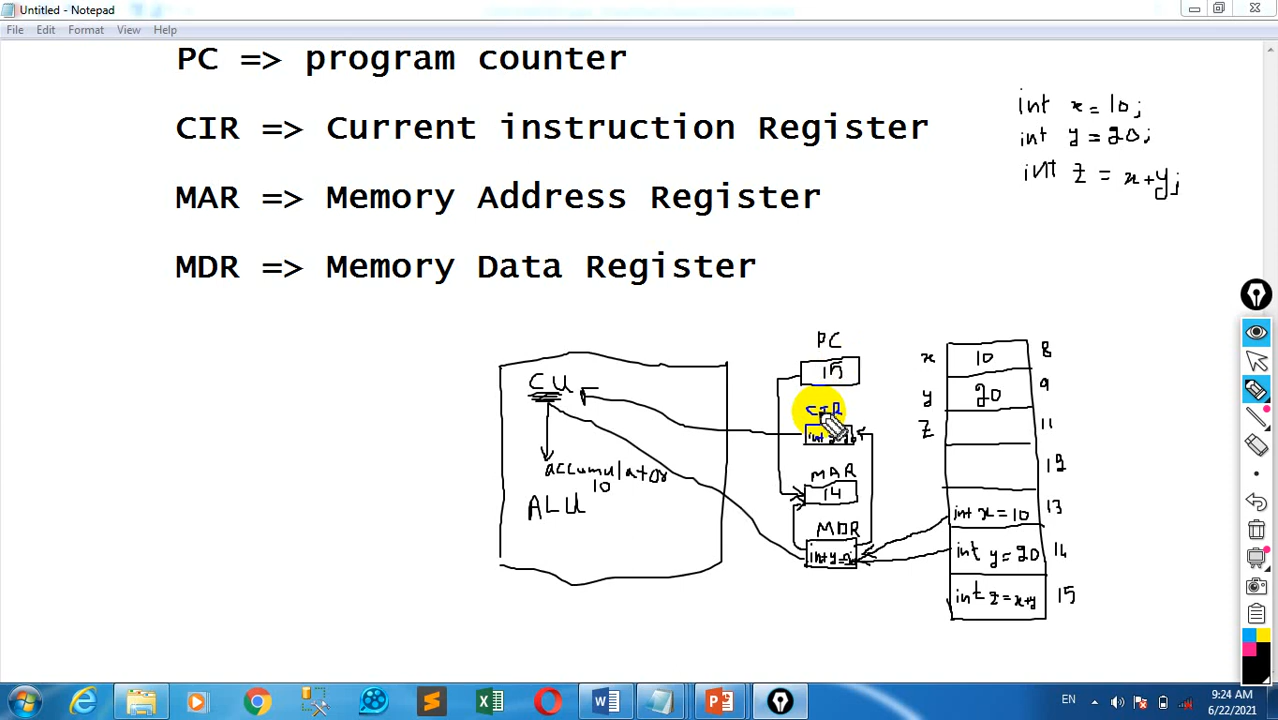 Untitled - Notepad
File Edit Format View Help
PC => program counter
CIR => Current instruction Register
MAR => Memory Address Register
MDR => Memory Data Register
int x = 10;
int y = 20;
int z = x+y;
PC
15
CIR
MAR
14
MDR
int y=20
CU
accumulator
10
ALU
x 10 8
y 20 9
z 11
12
int x = 10 13
int y = 20 14
int z = x+y 15
EN
9:24 AM
6/22/2021